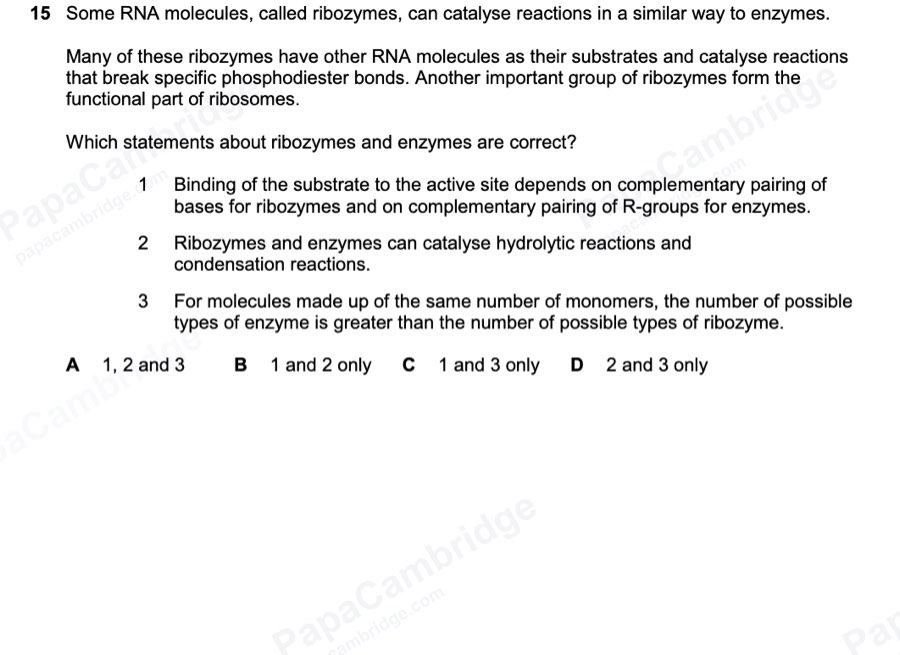 15 Some RNA molecules, called ribozymes, can catalyse reactions in a similar way to enzymes.
Many of these ribozymes have other RNA molecules as their substrates and catalyse reactions
that break specific phosphodiester bonds. Another important group of ribozymes form the
functional part of ribosomes.
Which statements about ribozymes and enzymes are correct?
1 Binding of the substrate to the active site depends on complementary pairing of
bases for ribozymes and on complementary pairing of R-groups for enzymes.
2 Ribozymes and enzymes can catalyse hydrolytic reactions and
condensation reactions.
3 For molecules made up of the same number of monomers, the number of possible
types of enzyme is greater than the number of possible types of ribozyme.
A 1, 2 and 3 B 1 and 2 only C 1 and 3 only D 2 and 3 only
PapaCambridge
papacambridge.com
PapaCambridge